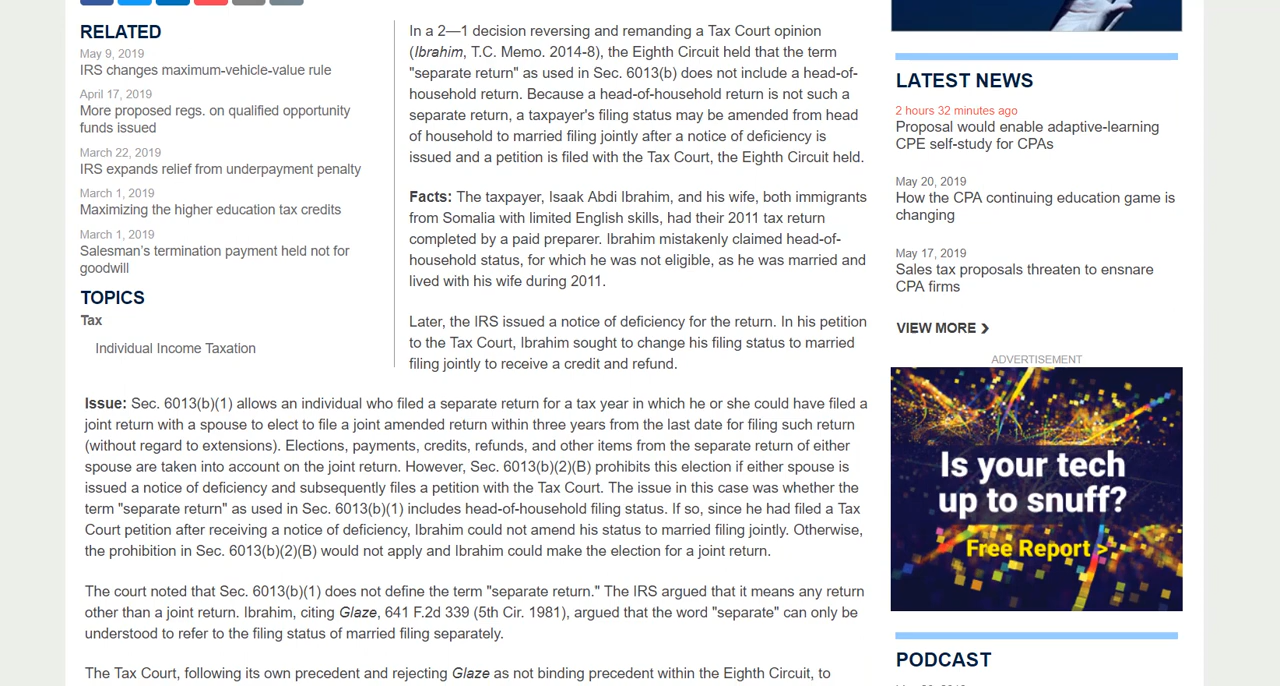 RELATED
May 9, 2019
IRS changes maximum-vehicle-value rule
April 17, 2019
More proposed regs. on qualified opportunity
funds issued
March 22, 2019
IRS expands relief from underpayment penalty
March 1, 2019
Maximizing the higher education tax credits
March 1, 2019
Salesman's termination payment held not for
goodwill
TOPICS
Tax
Individual Income Taxation
In a 2—1 decision reversing and remanding a Tax Court opinion
(Ibrahim, T.C. Memo. 2014-8), the Eighth Circuit held that the term
"separate return" as used in Sec. 6013(b) does not include a head-of-
household return. Because a head-of-household return is not such a
separate return, a taxpayer's filing status may be amended from head
of household to married filing jointly after a notice of deficiency is
issued and a petition is filed with the Tax Court, the Eighth Circuit held.
Facts: The taxpayer, Isaak Abdi Ibrahim, and his wife, both immigrants
from Somalia with limited English skills, had their 2011 tax return
completed by a paid preparer. Ibrahim mistakenly claimed head-of-
household status, for which he was not eligible, as he was married and
lived with his wife during 2011.
Later, the IRS issued a notice of deficiency for the return. In his petition
to the Tax Court, Ibrahim sought to change his filing status to married
filing jointly to receive a credit and refund.
Issue: Sec. 6013(b)(1) allows an individual who filed a separate return for a tax year in which he or she could have filed a
joint return with a spouse to elect to file a joint amended return within three years from the last date for filing such return
(without regard to extensions). Elections, payments, credits, refunds, and other items from the separate return of either
spouse are taken into account on the joint return. However, Sec. 6013(b)(2)(B) prohibits this election if either spouse is
issued a notice of deficiency and subsequently files a petition with the Tax Court. The issue in this case was whether the
term "separate return" as used in Sec. 6013(b)(1) includes head-of-household filing status. If so, since he had filed a Tax
Court petition after receiving a notice of deficiency, Ibrahim could not amend his status to married filing jointly. Otherwise,
the prohibition in Sec. 6013(b)(2)(B) would not apply and Ibrahim could make the election for a joint return.
The court noted that Sec. 6013(b)(1) does not define the term "separate return." The IRS argued that it means any return
other than a joint return. Ibrahim, citing Glaze, 641 F.2d 339 (5th Cir. 1981), argued that the word "separate" can only be
understood to refer to the filing status of married filing separately.
The Tax Court, following its own precedent and rejecting Glaze as not binding precedent within the Eighth Circuit, to
LATEST NEWS
2 hours 32 minutes ago
Proposal would enable adaptive-learning
CPE self-study for CPAs
May 20, 2019
How the CPA continuing education game is
changing
May 17, 2019
Sales tax proposals threaten to ensnare
CPA firms
VIEW MORE ❯
ADVERTISEMENT
Is your tech
up to snuff?
Free Report >
PODCAST